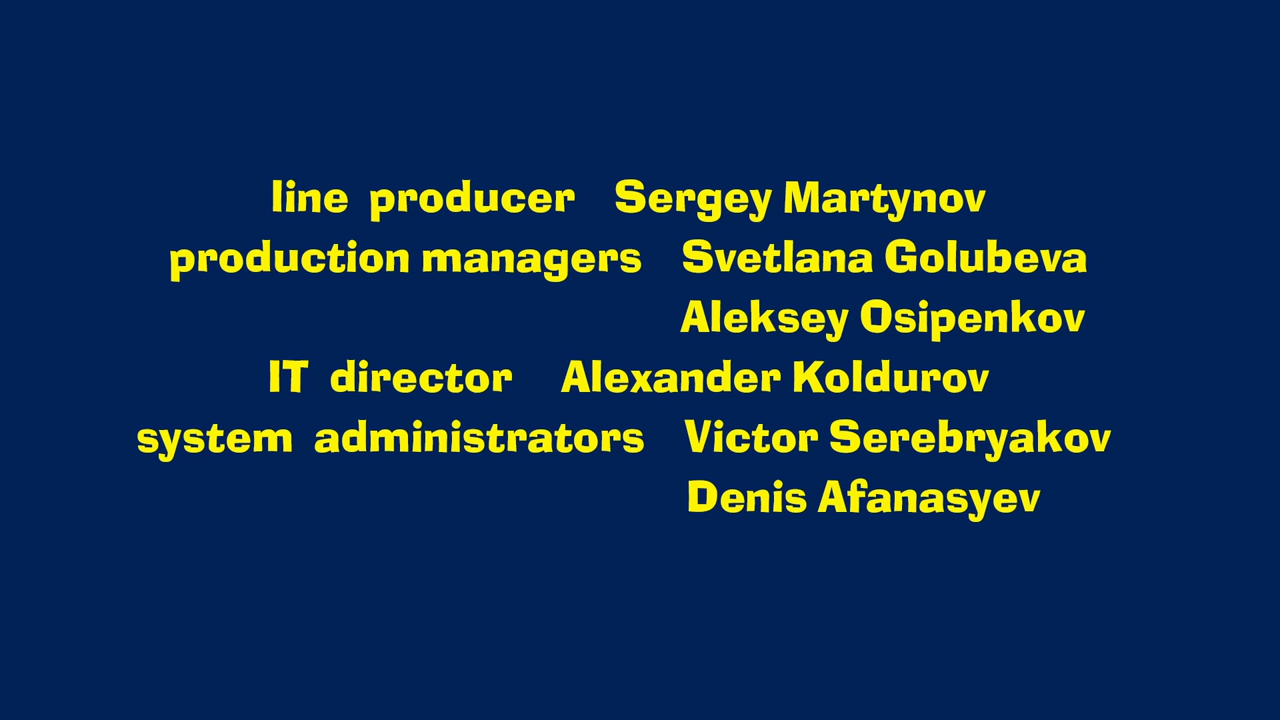 line producer Sergey Martynov
production managers Svetlana Golubeva
Aleksey Osipenkov
IT director Alexander Koldurov
system administrators Victor Serebryakov
Denis Afanasyev